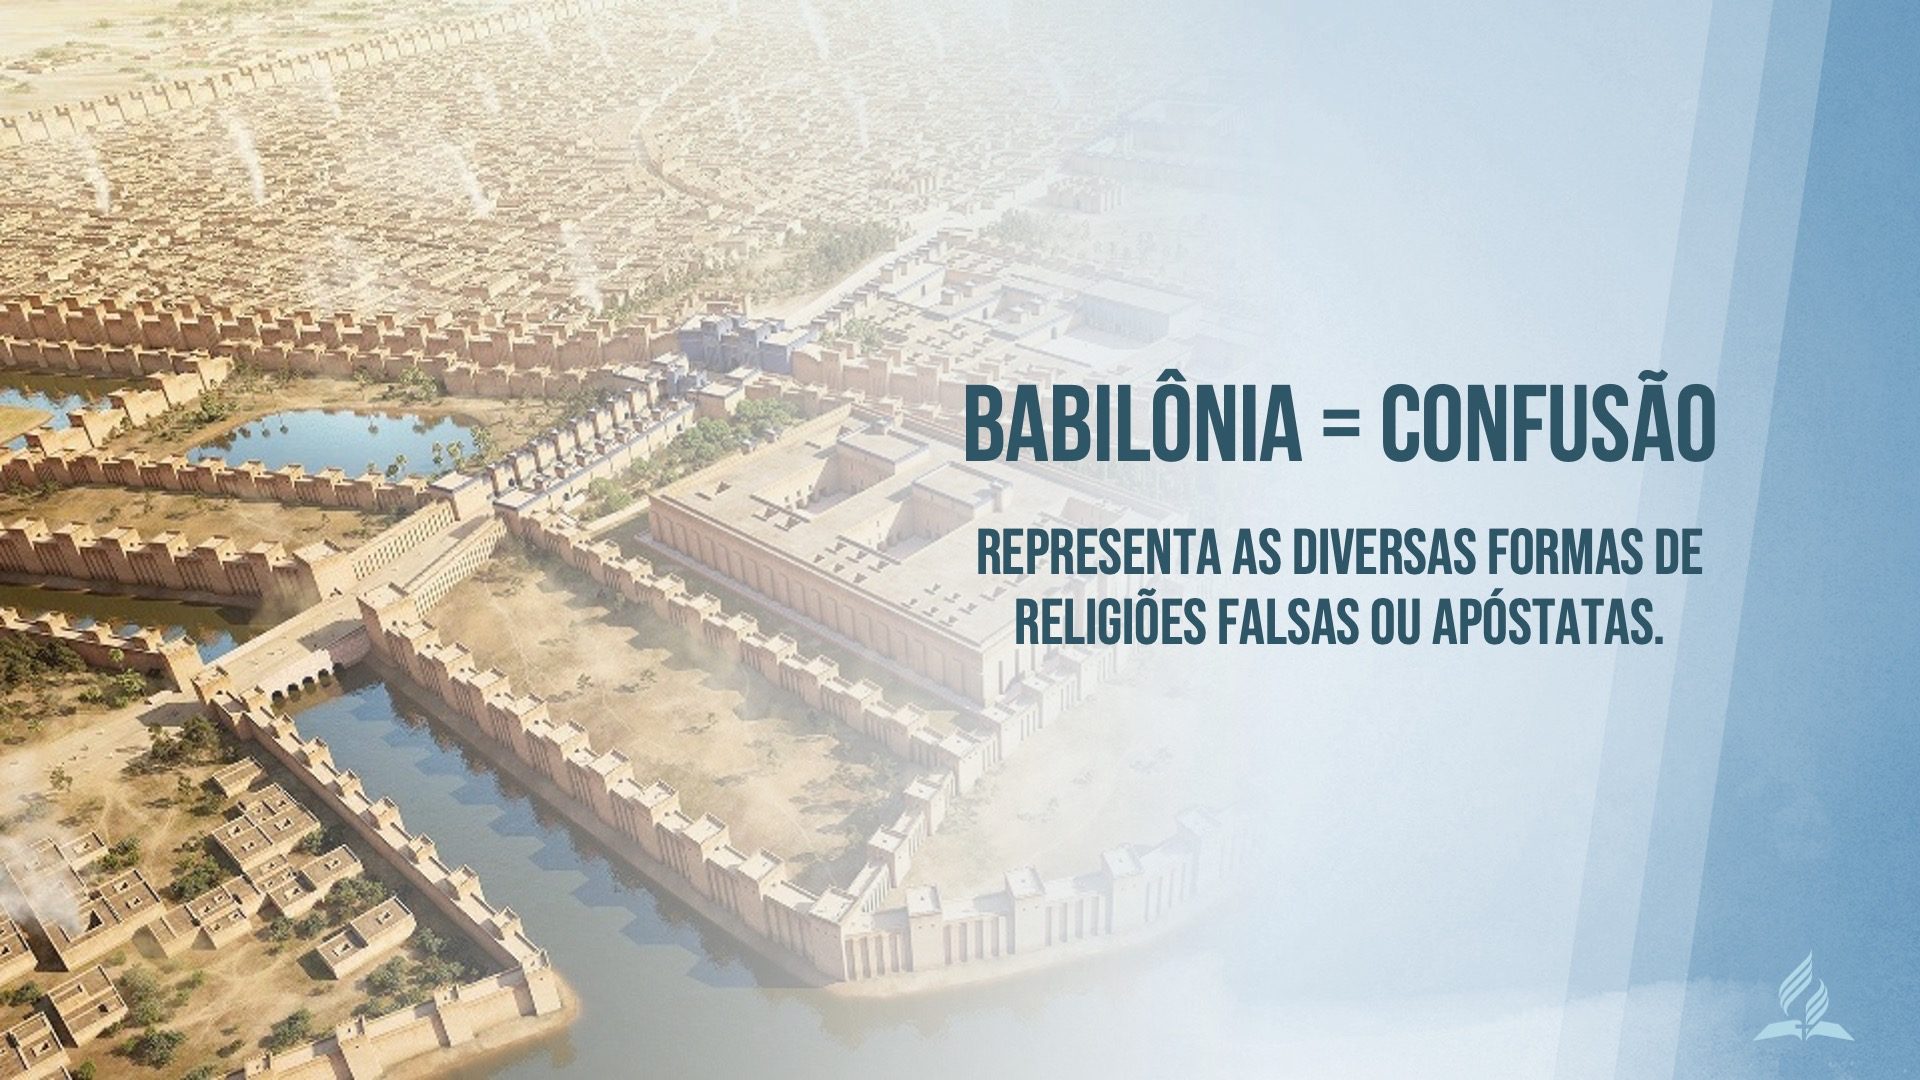 BABILÔNIA = CONFUSÃO
REPRESENTA AS DIVERSAS FORMAS DE
RELIGIÕES FALSAS OU APÓSTATAS.